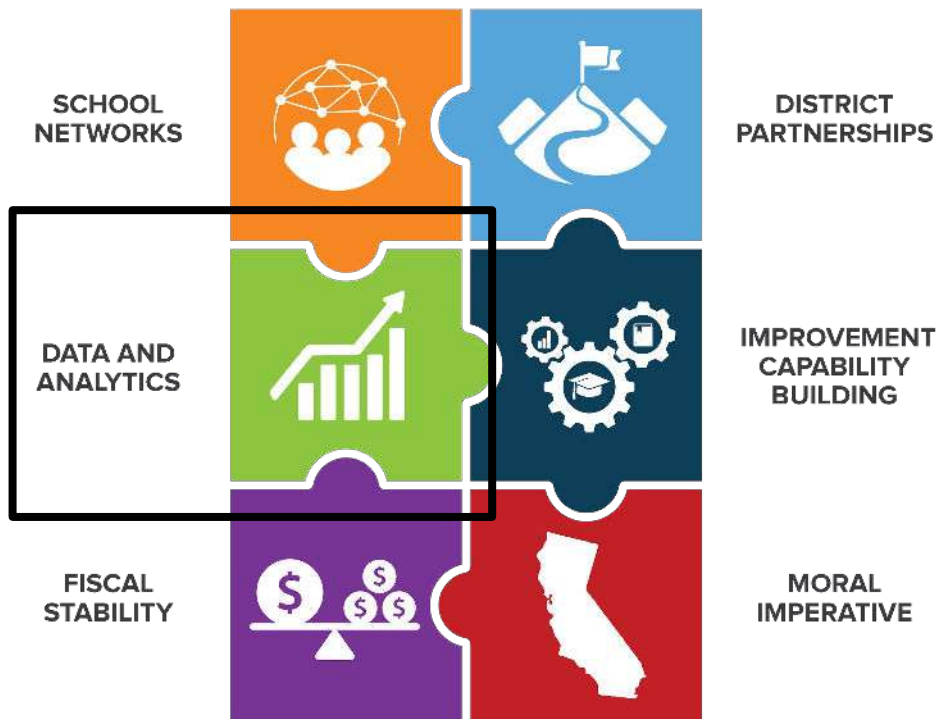 SCHOOL
NETWORKS
DISTRICT
PARTNERSHIPS
DATA AND
ANALYTICS
IMPROVEMENT
CAPABILITY
BUILDING
FISCAL
STABILITY
$
$
$ $
MORAL
IMPERATIVE